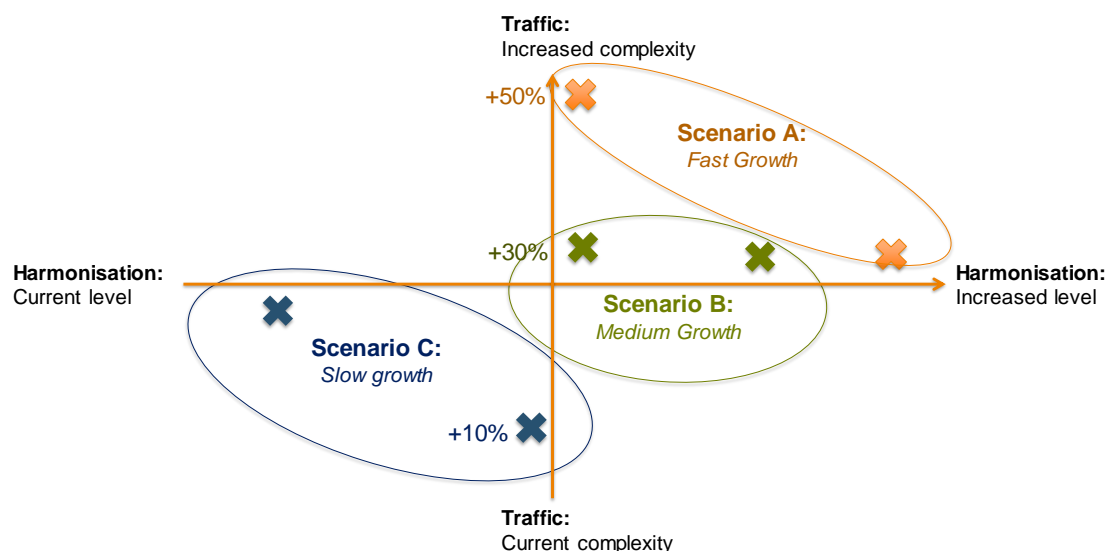 Traffic:
Increased complexity
+50%
Scenario A:
Fast Growth
+30%
Harmonisation:
Current level
Harmonisation:
Increased level
Scenario B:
Medium Growth
Scenario C:
Slow growth
+10%
Traffic:
Current complexity